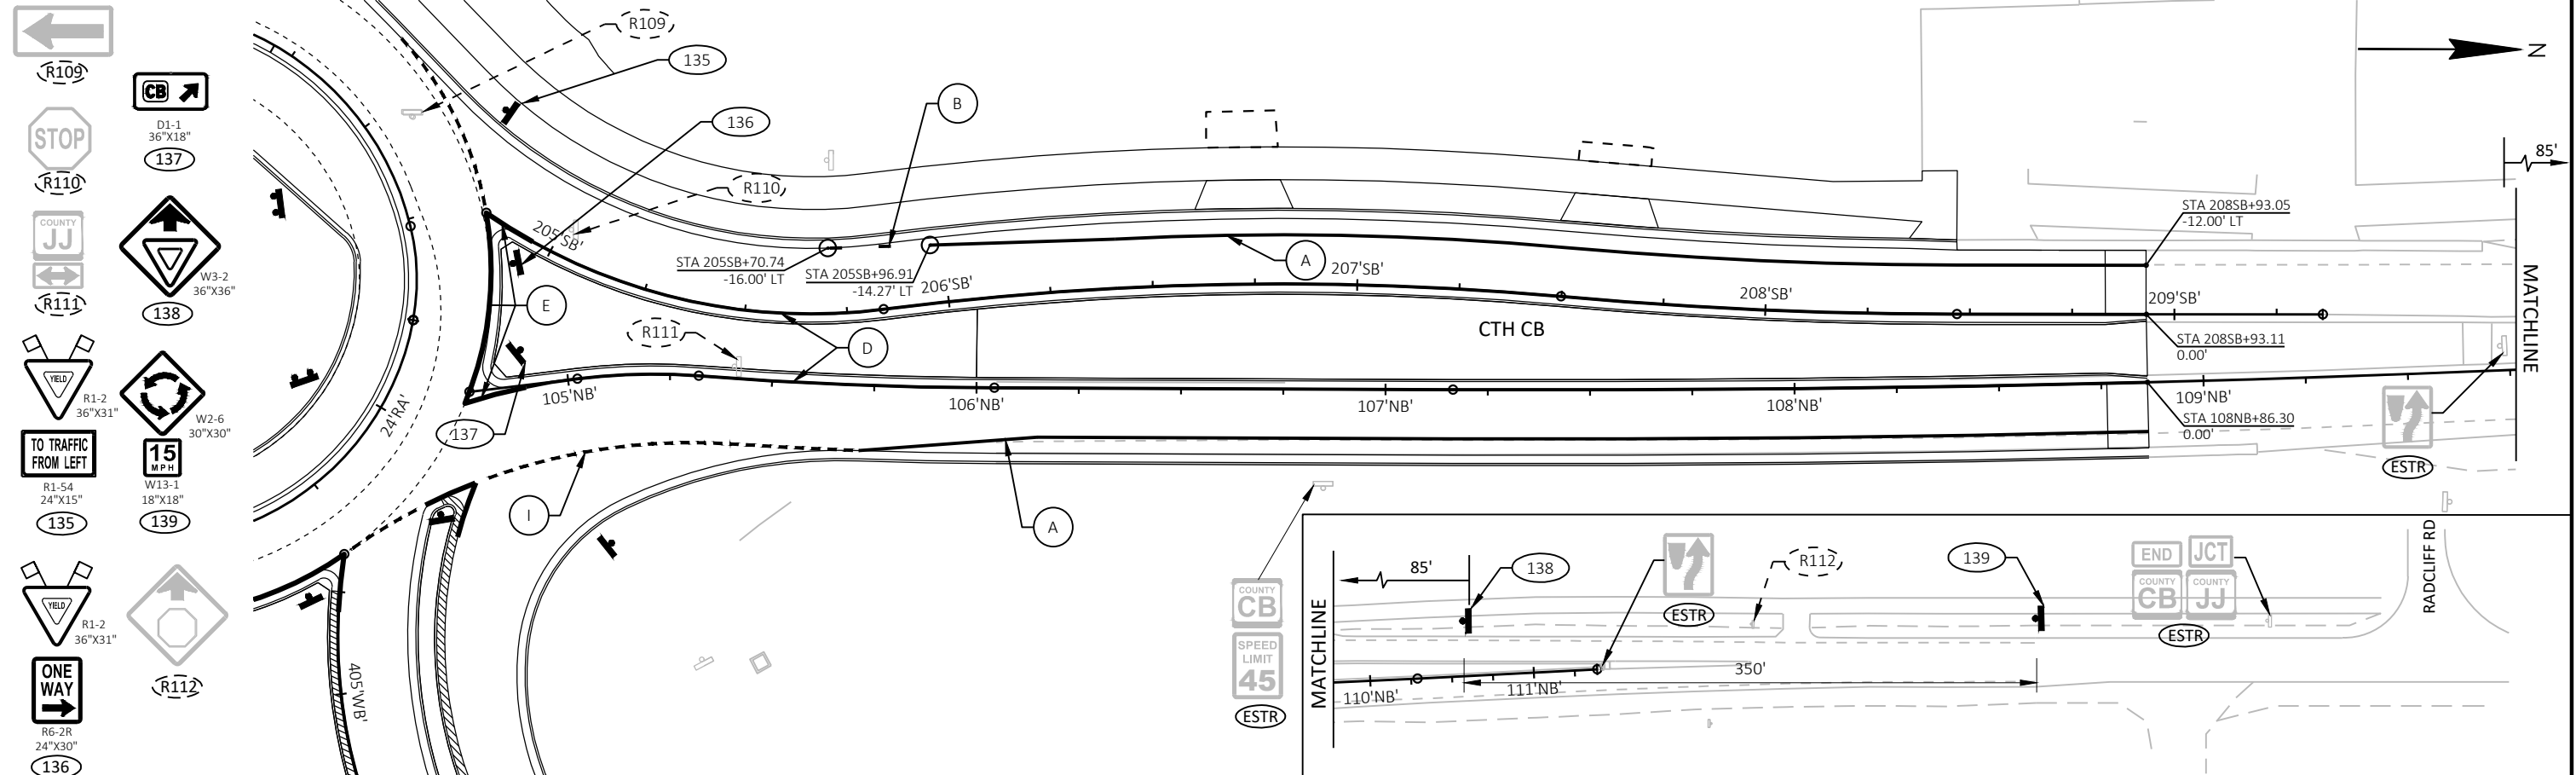 R109
STOP
R110
COUNTY
JJ
R111
YIELD
R1-2
36"X31"
TO TRAFFIC
FROM LEFT
R1-54
24"X15"
135
YIELD
R1-2
36"X31"
ONE
WAY
R6-2R
24"X30"
136
CB
D1-1
36"X18"
137
W3-2
36"X36"
138
W2-6
30"X30"
15
MPH
W13-1
18"X18"
139
R112
R109
135
136
B
R110
N
85'
205'SB'
STA 205SB+70.74
-16.00' LT
STA 205SB+96.91
-14.27' LT
206'SB'
A
207'SB'
208'SB'
209'SB'
STA 208SB+93.05
-12.00' LT
E
R111
D
CTH CB
STA 208SB+93.11
0.00'
MATCHLINE
24'RA'
137
105'NB'
106'NB'
107'NB'
108'NB'
109'NB'
STA 108NB+86.30
0.00'
ESTR
I
A
405'WB'
COUNTY
CB
SPEED
LIMIT
45
ESTR
MATCHLINE
85'
138
ESTR
R112
139
END
JCT
COUNTY
CB
COUNTY
JJ
ESTR
RADCLIFF RD
110'NB'
111'NB'
350'